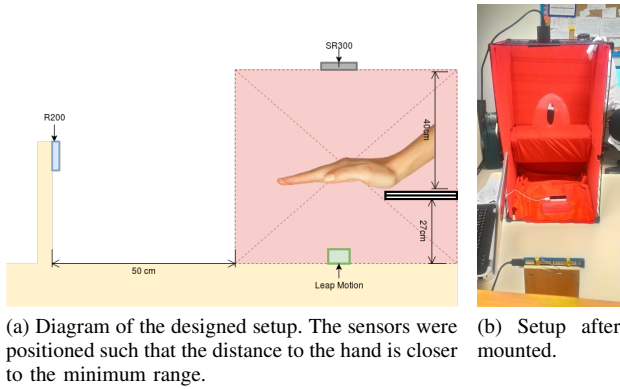 SR300
R200
40cm
27cm
50 cm
Leap Motion
(a) Diagram of the designed setup. The sensors were
positioned such that the distance to the hand is closer
to the minimum range.
(b) Setup after
mounted.